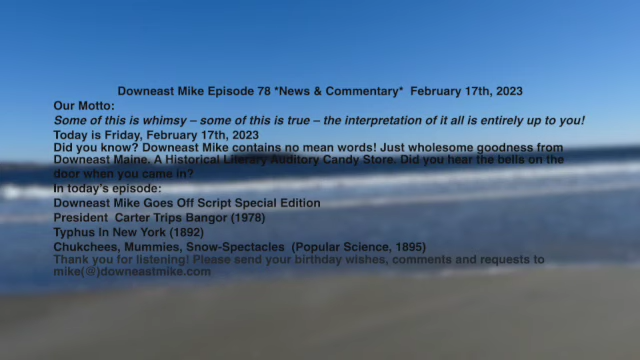 Downeast Mike Episode 78 *News & Commentary*  February 17th, 2023
Our Motto:
Some of this is whimsy – some of this is true – the interpretation of it all is entirely up to you!
Today is Friday, February 17th, 2023
Did you know? Downeast Mike contains no mean words! Just wholesome goodness from
Downeast Maine. A Historical Literary Auditory Candy Store. Did you hear the bells on the
door when you came in?
In today's episode:
Downeast Mike Goes Off Script Special Edition
President  Carter Trips Bangor (1978)
Typhus In New York (1892)
Chukchees, Mummies, Snow-Spectacles  (Popular Science, 1895)
Thank you for listening! Please send your birthday wishes, comments and requests to
mike(@)downeastmike.com